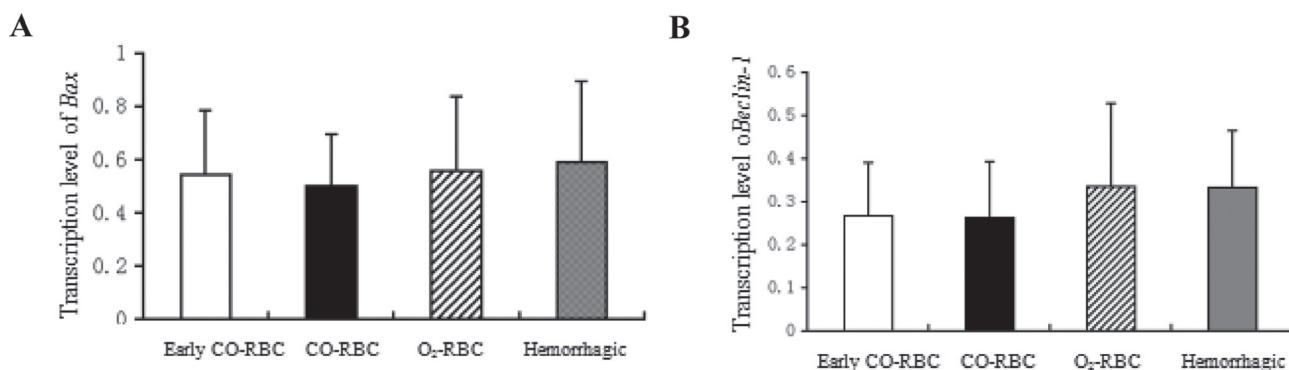 A
Transcription level of Bax
1
0.8
0.6
0.4
0.2
0
Early CO-RBC CO-RBC O₂-RBC Hemorrhagic
B
Transcription level oBeclin-1
0.6
0.5
0.4
0.3
0.2
0.1
0
Early CO-RBC CO-RBC O₂-RBC Hemorrhagic